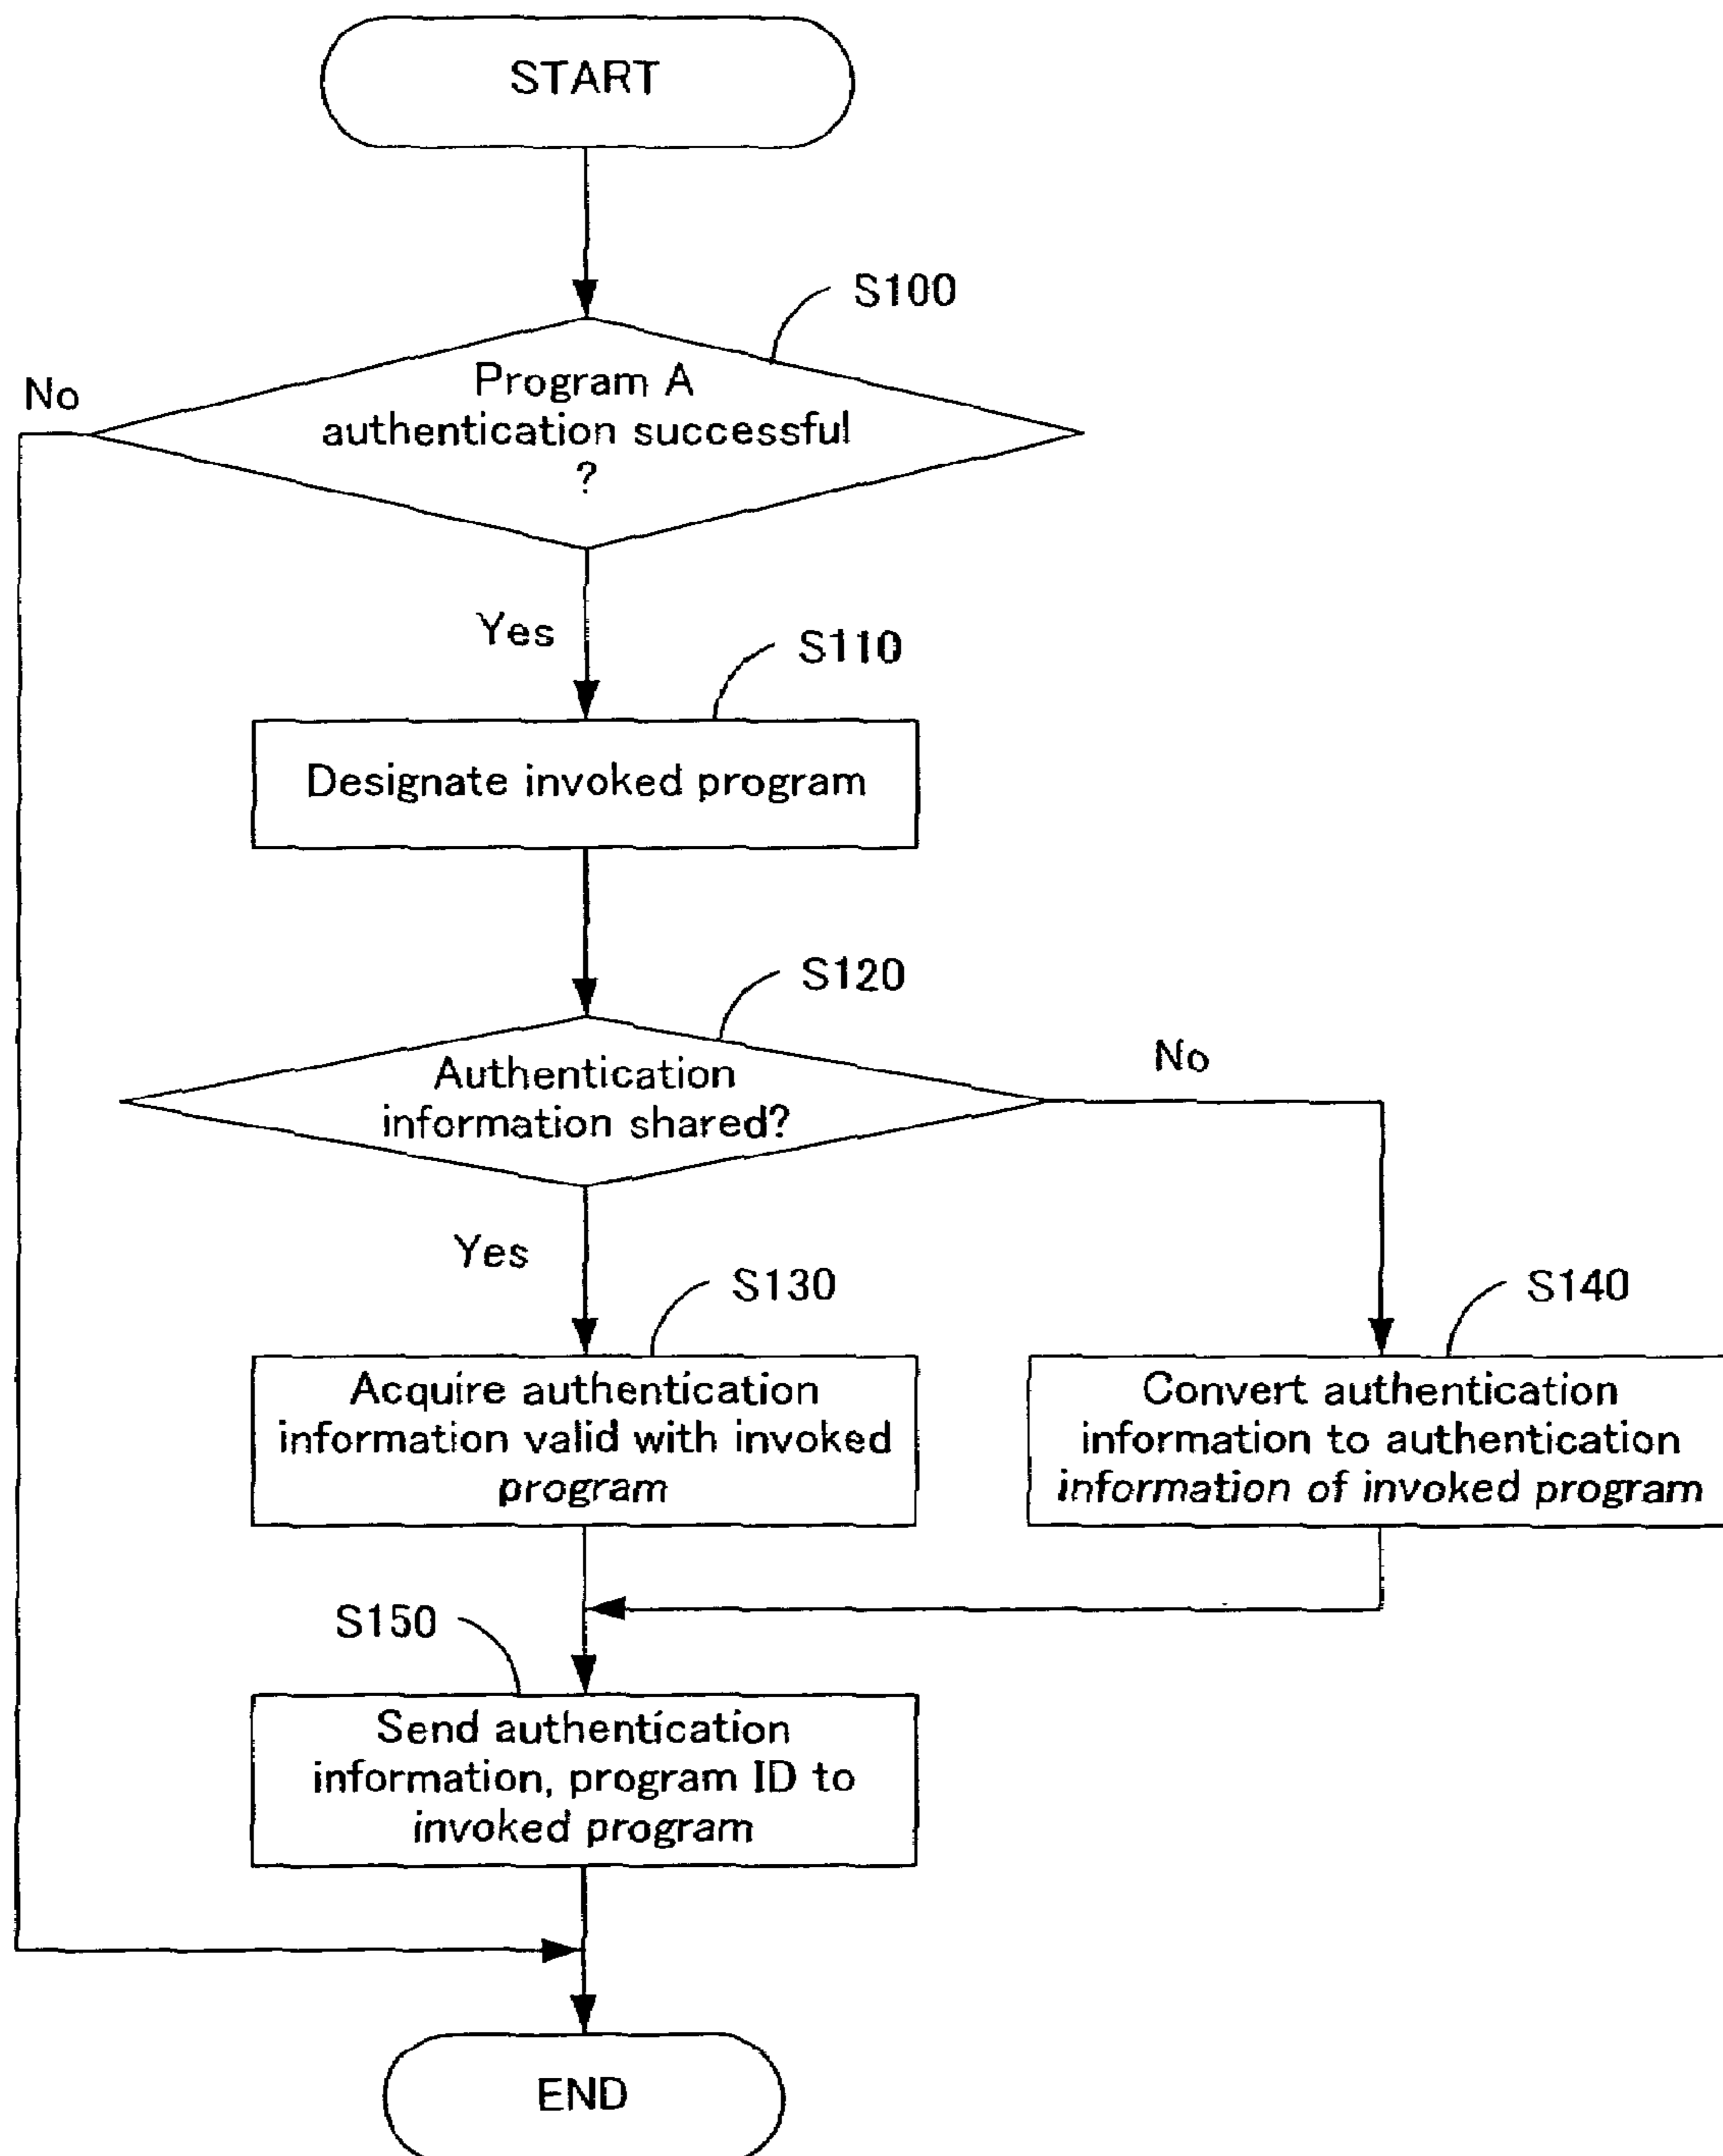 START
S100
No
Program A
authentication successful
?
Yes
S110
Designate invoked program
S120
No
Authentication
information shared?
Yes
S130
S140
Acquire authentication
information valid with invoked
program
Convert authentication
information to authentication
information of invoked program
S150
Send authentication
information, program ID to
invoked program
END